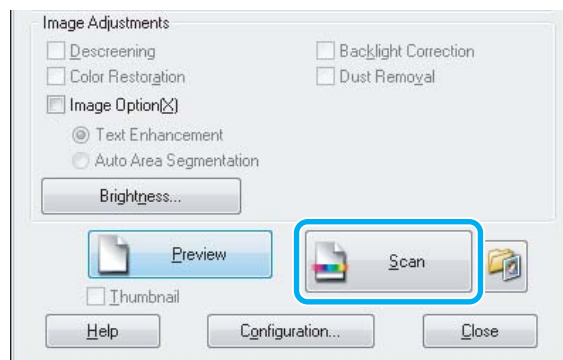 Image Adjustments
Descreening Backlight Correction
Color Restoration Dust Removal
Image Option(X)
Text Enhancement
Auto Area Segmentation
Brightness...
Preview Scan
Thumbnail
Help Configuration... Close